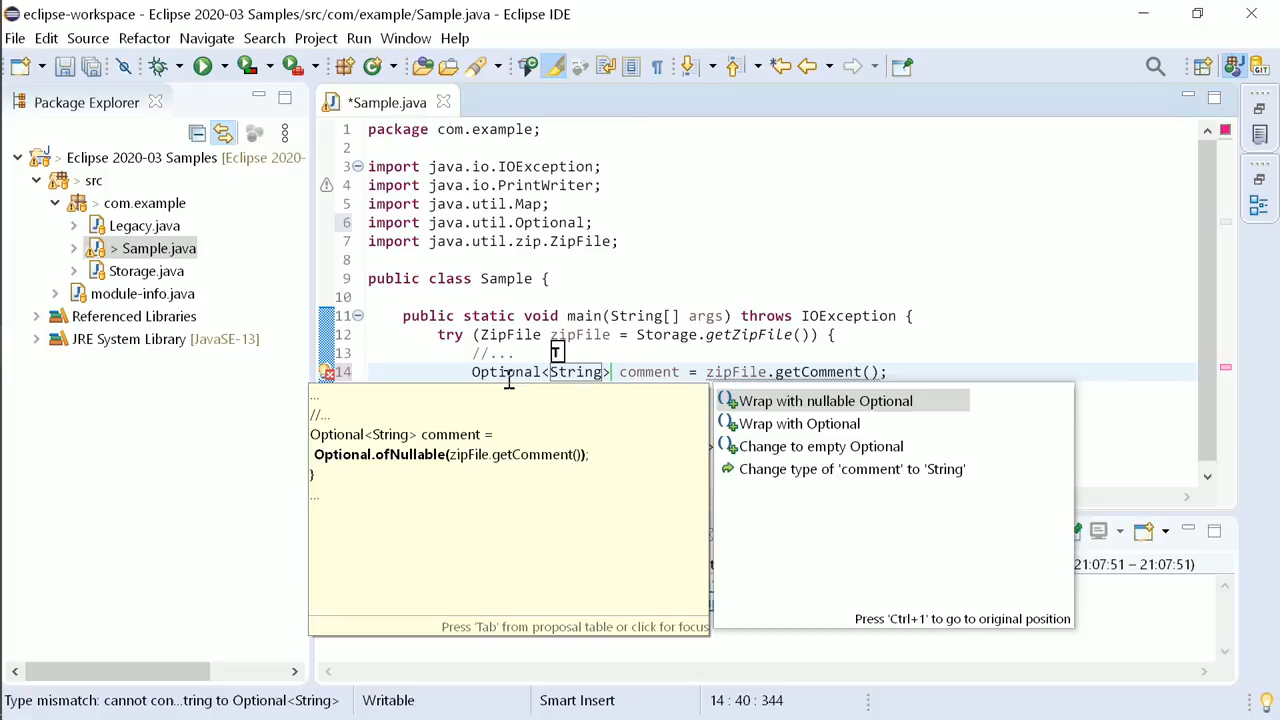 eclipse-workspace - Eclipse 2020-03 Samples/src/com/example/Sample.java - Eclipse IDE
File Edit Source Refactor Navigate Search Project Run Window Help
Package Explorer
> Eclipse 2020-03 Samples [Eclipse 2020-
> src
> com.example
Legacy.java
> Sample.java
Storage.java
module-info.java
Referenced Libraries
JRE System Library [JavaSE-13]
*Sample.java
1 package com.example;
2
3 import java.io.IOException;
4 import java.io.PrintWriter;
5 import java.util.Map;
6 import java.util.Optional;
7 import java.util.zip.ZipFile;
8
9 public class Sample {
10
11 public static void main(String[] args) throws IOException {
12 try (ZipFile zipFile = Storage.getZipFile()) {
13 //...
T
14 Optional<String> comment = zipFile.getComment();
...
//...
Optional<String> comment =
Optional.ofNullable(zipFile.getComment());
}
...
Press 'Tab' from proposal table or click for focus
Wrap with nullable Optional
Wrap with Optional
Change to empty Optional
Change type of 'comment' to 'String'
Press 'Ctrl+1' to go to original position
21:07:51 – 21:07:51)
Type mismatch: cannot con...tring to Optional<String>
Writable
Smart Insert
14 : 40 : 344